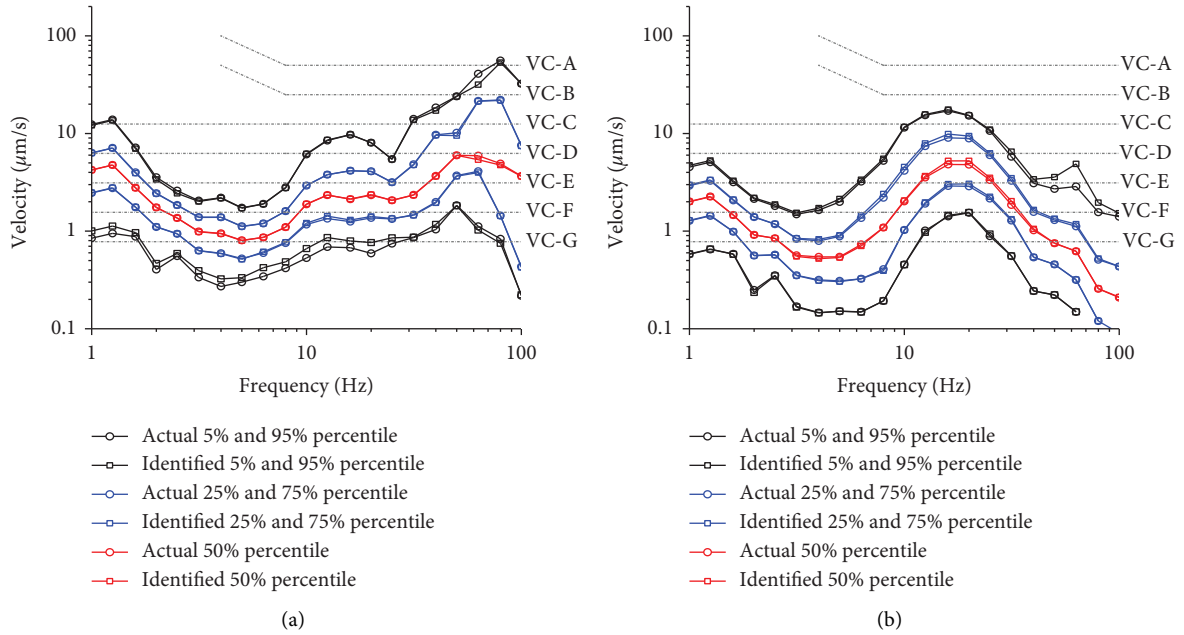 100
10
1
0.1
Velocity (μm/s)
1
10
100
Frequency (Hz)
VC-A
VC-B
VC-C
VC-D
VC-E
VC-F
VC-G
Actual 5% and 95% percentile
Identified 5% and 95% percentile
Actual 25% and 75% percentile
Identified 25% and 75% percentile
Actual 50% percentile
Identified 50% percentile
(a)
100
10
1
0.1
Velocity (μm/s)
1
10
100
Frequency (Hz)
VC-A
VC-B
VC-C
VC-D
VC-E
VC-F
VC-G
Actual 5% and 95% percentile
Identified 5% and 95% percentile
Actual 25% and 75% percentile
Identified 25% and 75% percentile
Actual 50% percentile
Identified 50% percentile
(b)